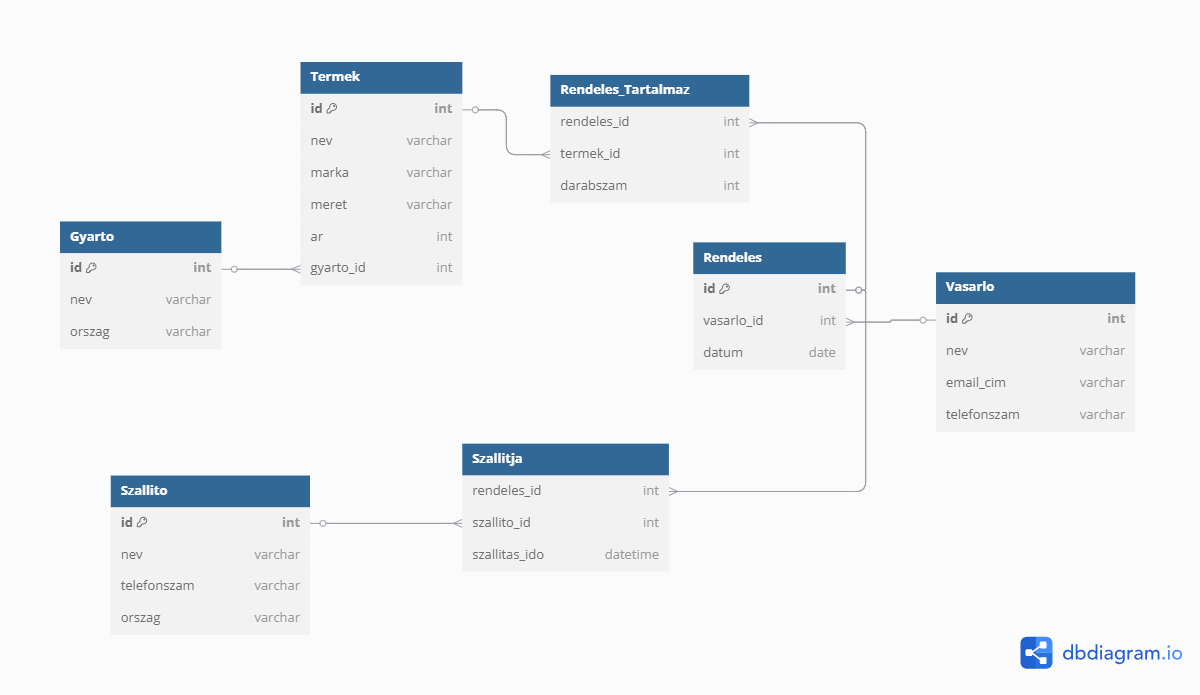 Termek
id int
nev varchar
marka varchar
meret varchar
ar int
gyarto_id int
Rendeles_Tartalmaz
rendeles_id int
termek_id int
darabszam int
Gyarto
id int
nev varchar
orszag varchar
Rendeles
id int
vasarlo_id int
datum date
Vasarlo
id int
nev varchar
email_cim varchar
telefonszam varchar
Szallitja
rendeles_id int
szallito_id int
szallitas_ido datetime
Szallito
id int
nev varchar
telefonszam varchar
orszag varchar
dbdiagram.io